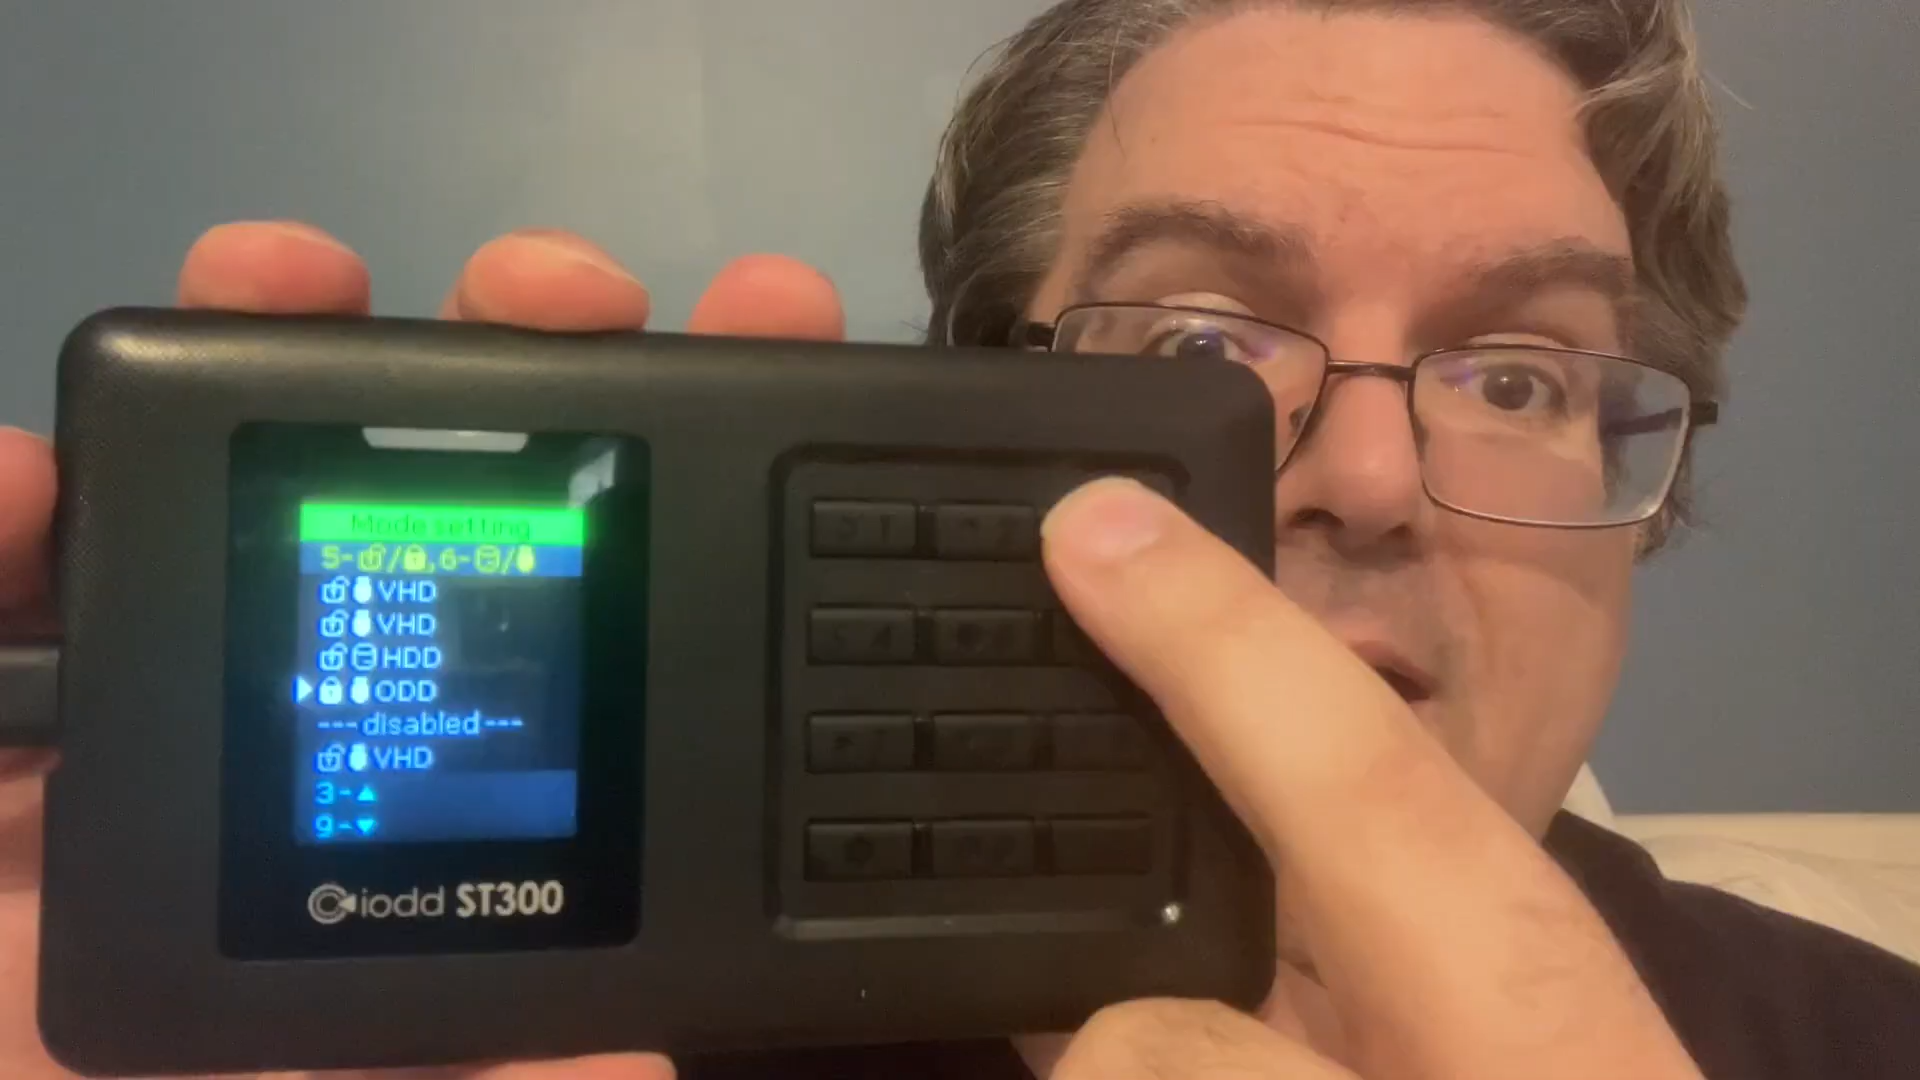 Mode setting
5-🔓/🔒,6-/
VHD
VHD
HDD
ODD
---disabled---
VHD
3-▲
9-▼
iodd ST300